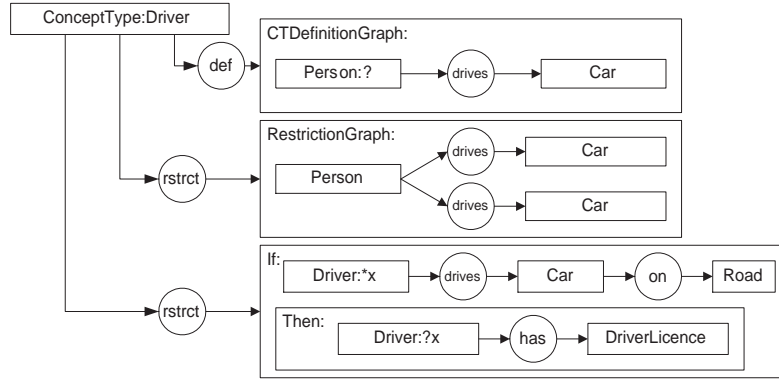 ConceptType:Driver
def
CTDefinitionGraph:
Person:? drives Car
rstrct
RestrictionGraph:
Person
drives Car
drives Car
rstrct
If:
Driver:*x drives Car on Road
Then:
Driver:?x has DriverLicence